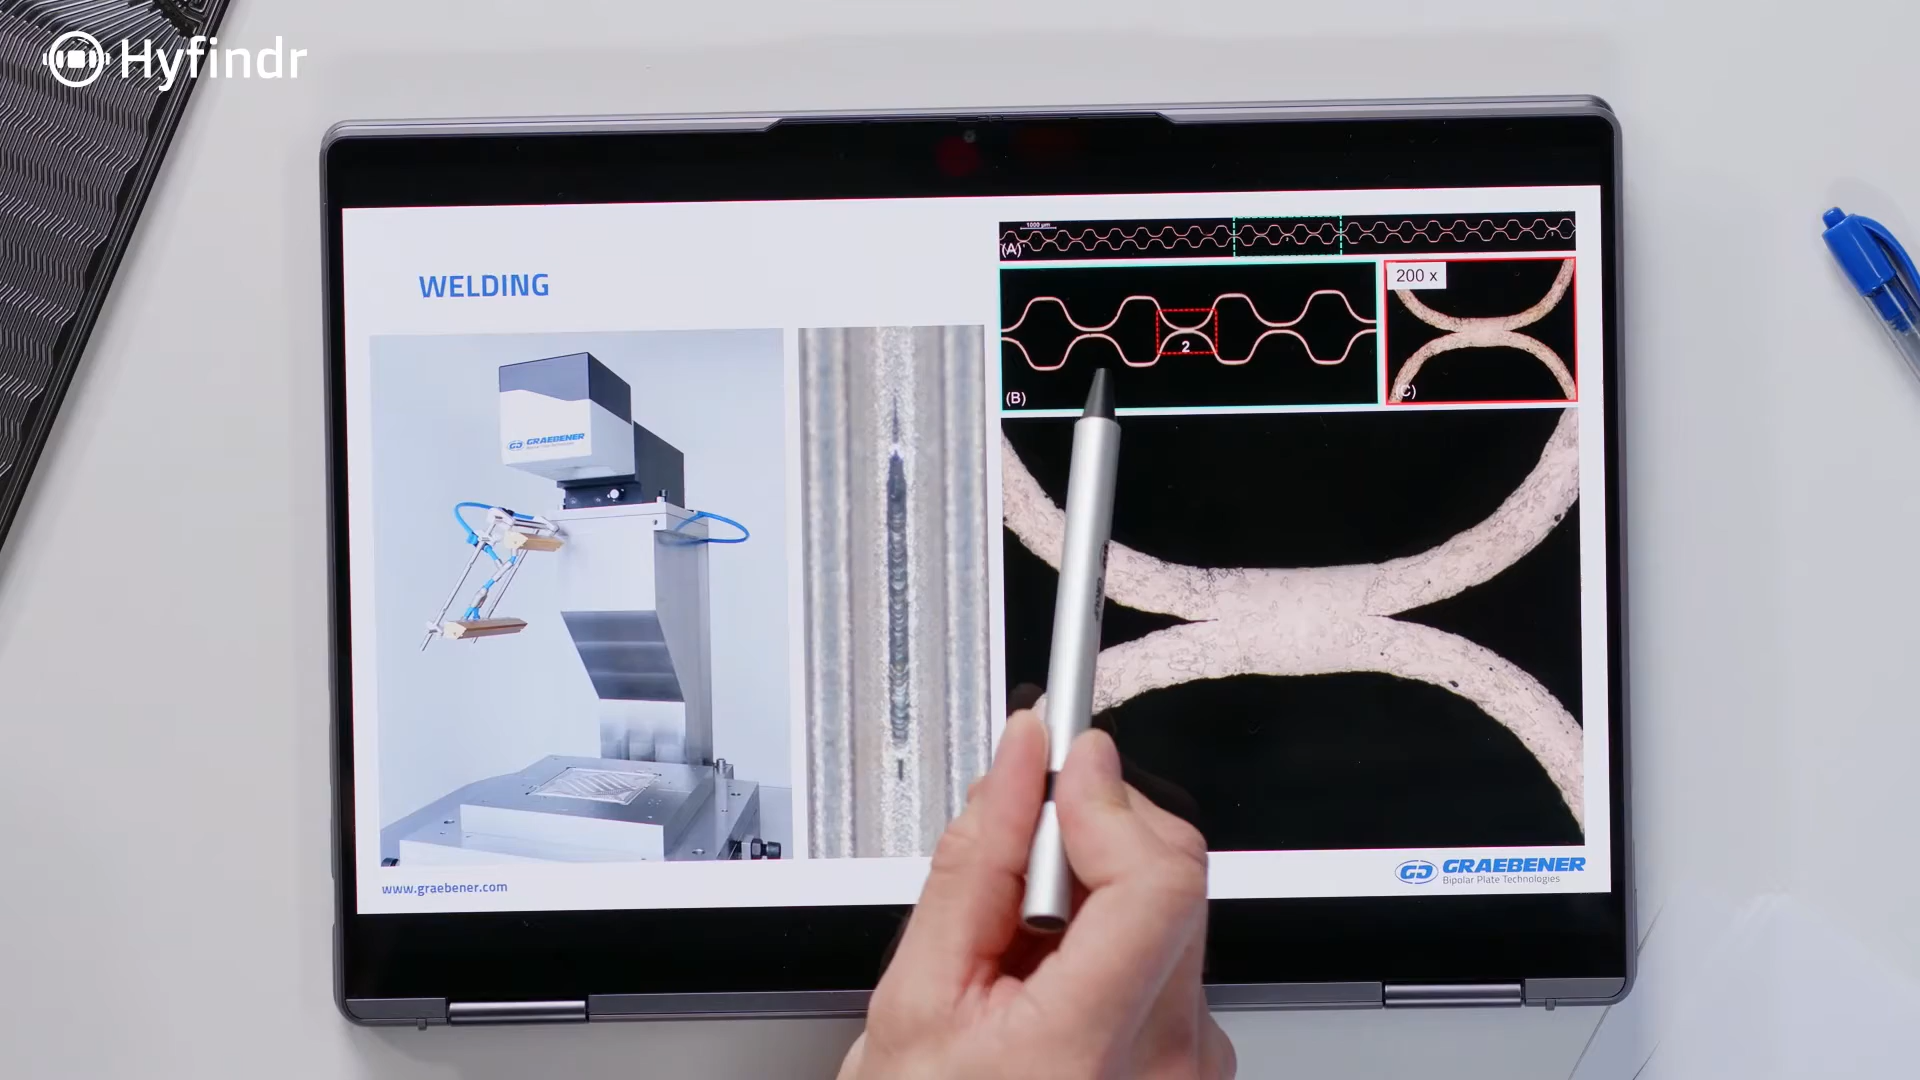 Hyfindr
WELDING
GRAEBENER
1000 µm
(A)
(B)
2
200 x
(C)
www.graebener.com
GRAEBENER
Bipolar Plate Technologies